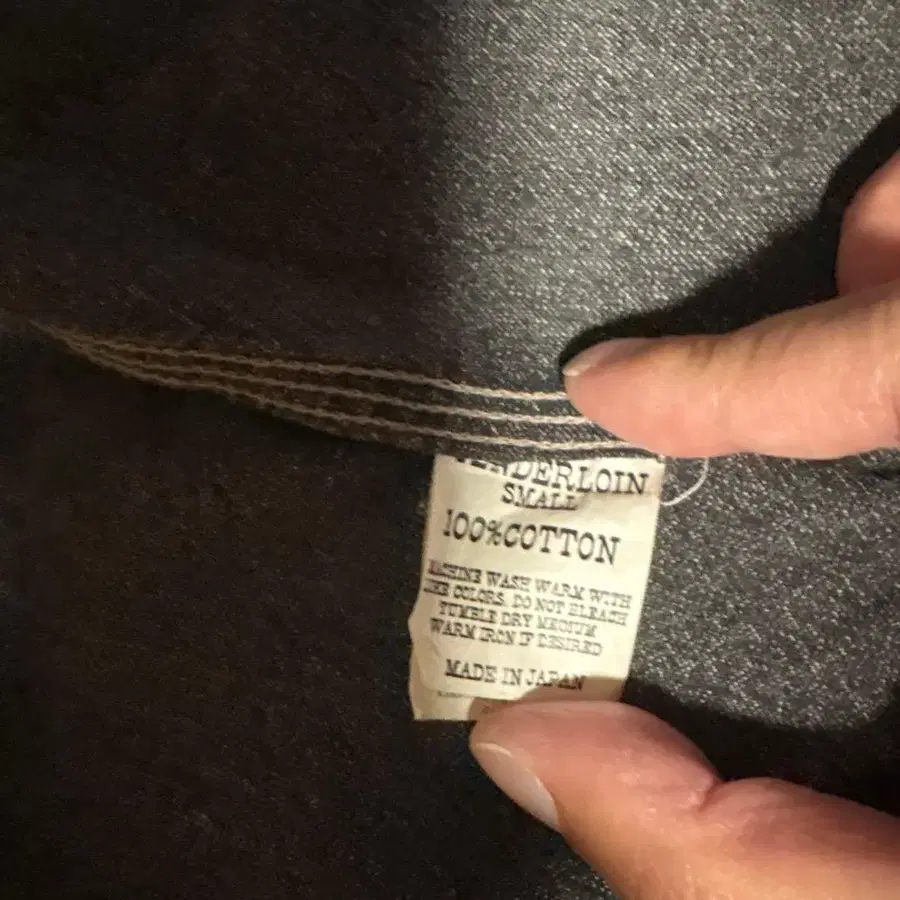 TENDERLOIN
SMALL
100%COTTON
MACHINE WASH WARM WITH
LIKE COLORS. DO NOT BLEACH
TUMBLE DRY MEDIUM
WARM IRON IF DESIRED
MADE IN JAPAN